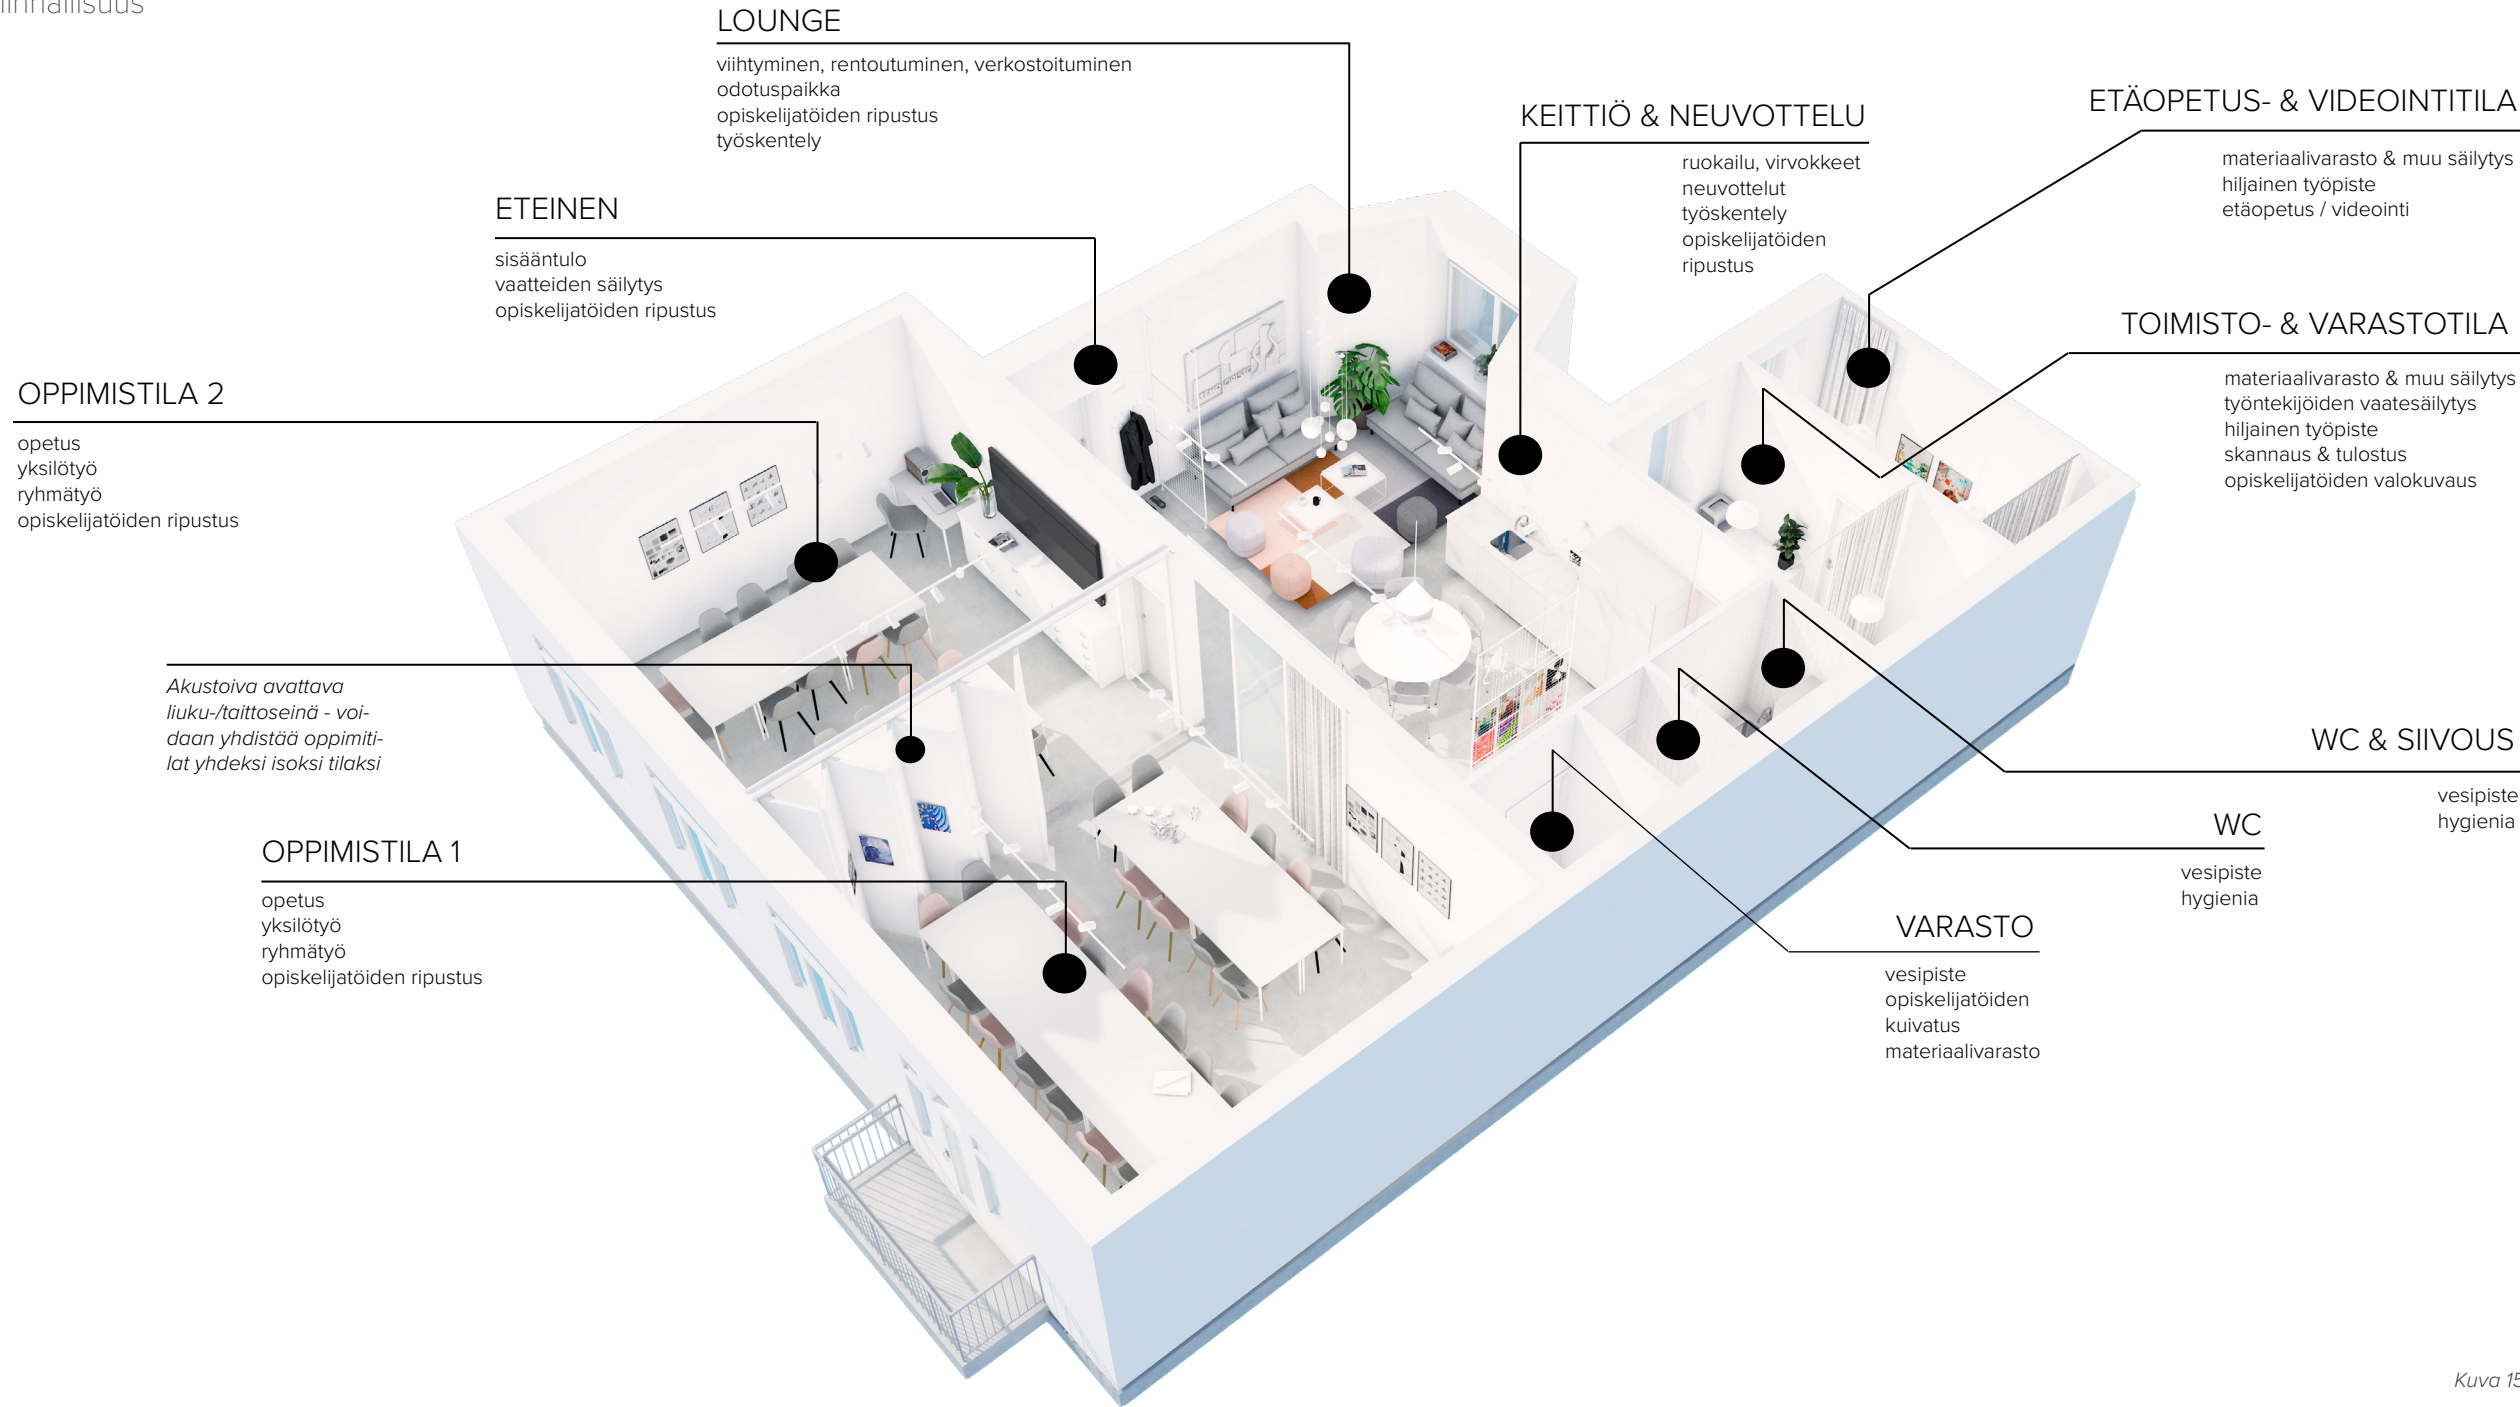 LOUNGE
viihtyminen, rentoutuminen, verkostoituminen
odotuspaikka
opiskelijatöiden ripustus
työskentely
KEITTIÖ & NEUVOTTELU
ruokailu, virvokkeet
neuvottelut
työskentely
opiskelijatöiden
ripustus
ETÄOPETUS- & VIDEOINTITILA
materiaalivarasto & muu säilytys
hiljainen työpiste
etäopetus / videointi
ETEINEN
sisääntulo
vaatteiden säilytys
opiskelijatöiden ripustus
TOIMISTO- & VARASTOTILA
materiaalivarasto & muu säilytys
työntekijöiden vaatesäilytys
hiljainen työpiste
skannaus & tulostus
opiskelijatöiden valokuvaus
OPPIMISTILA 2
opetus
yksilötyö
ryhmätyö
opiskelijatöiden ripustus
Akustoiva avattava
liuku-/taittoseinä - voi-
daan yhdistää oppimiti-
lat yhdeksi isoksi tilaksi
OPPIMISTILA 1
opetus
yksilötyö
ryhmätyö
opiskelijatöiden ripustus
WC & SIIVOUS
vesipiste
hygienia
WC
vesipiste
hygienia
VARASTO
vesipiste
opiskelijatöiden
kuivatus
materiaalivarasto
Kuva 15